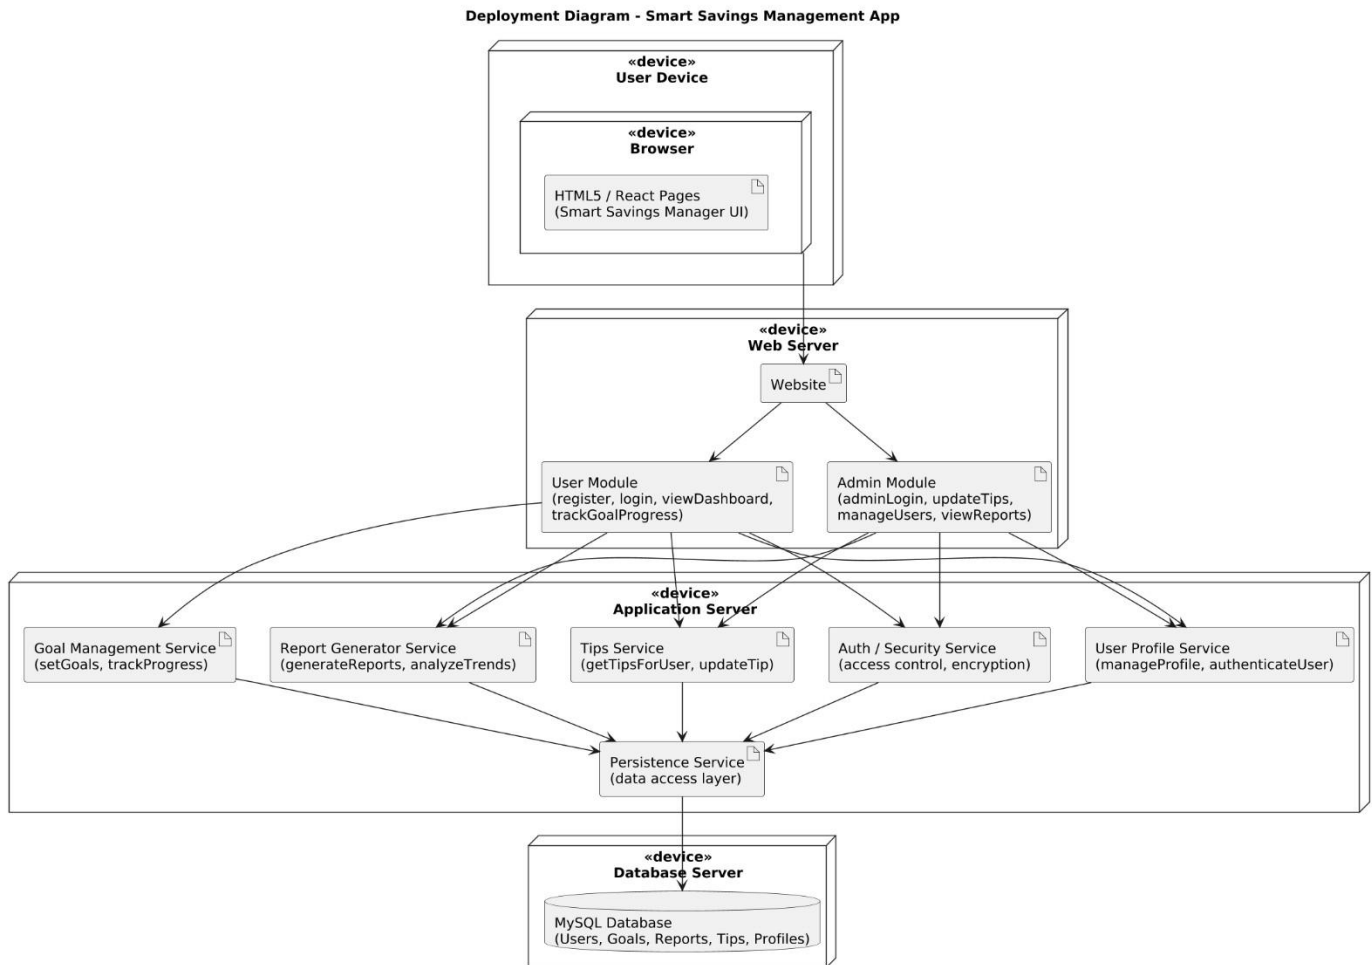 Deployment Diagram - Smart Savings Management App
«device»
User Device
«device»
Browser
HTML5 / React Pages
(Smart Savings Manager UI)
«device»
Web Server
Website
User Module
(register, login, viewDashboard,
trackGoalProgress)
Admin Module
(adminLogin, updateTips,
manageUsers, viewReports)
«device»
Application Server
Goal Management Service
(setGoals, trackProgress)
Report Generator Service
(generateReports, analyzeTrends)
Tips Service
(getTipsForUser, updateTip)
Auth / Security Service
(access control, encryption)
User Profile Service
(manageProfile, authenticateUser)
Persistence Service
(data access layer)
«device»
Database Server
MySQL Database
(Users, Goals, Reports, Tips, Profiles)